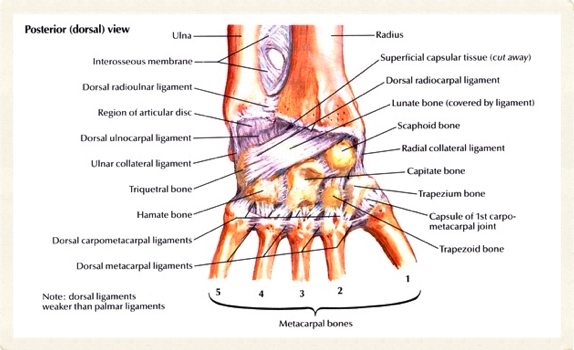 Posterior (dorsal) view
Ulna
Radius
Interosseous membrane
Superficial capsular tissue (cut away)
Dorsal radioulnar ligament
Dorsal radiocarpal ligament
Region of articular disc
Lunate bone (covered by ligament)
Dorsal ulnocarpal ligament
Scaphoid bone
Ulnar collateral ligament
Radial collateral ligament
Triquetral bone
Capitate bone
Hamate bone
Trapezium bone
Capsule of 1st carpo-
metacarpal joint
Dorsal carpometacarpal ligaments
Trapezoid bone
Dorsal metacarpal ligaments
5 4 3 2 1
Note: dorsal ligaments
weaker than palmar ligaments
Metacarpal bones